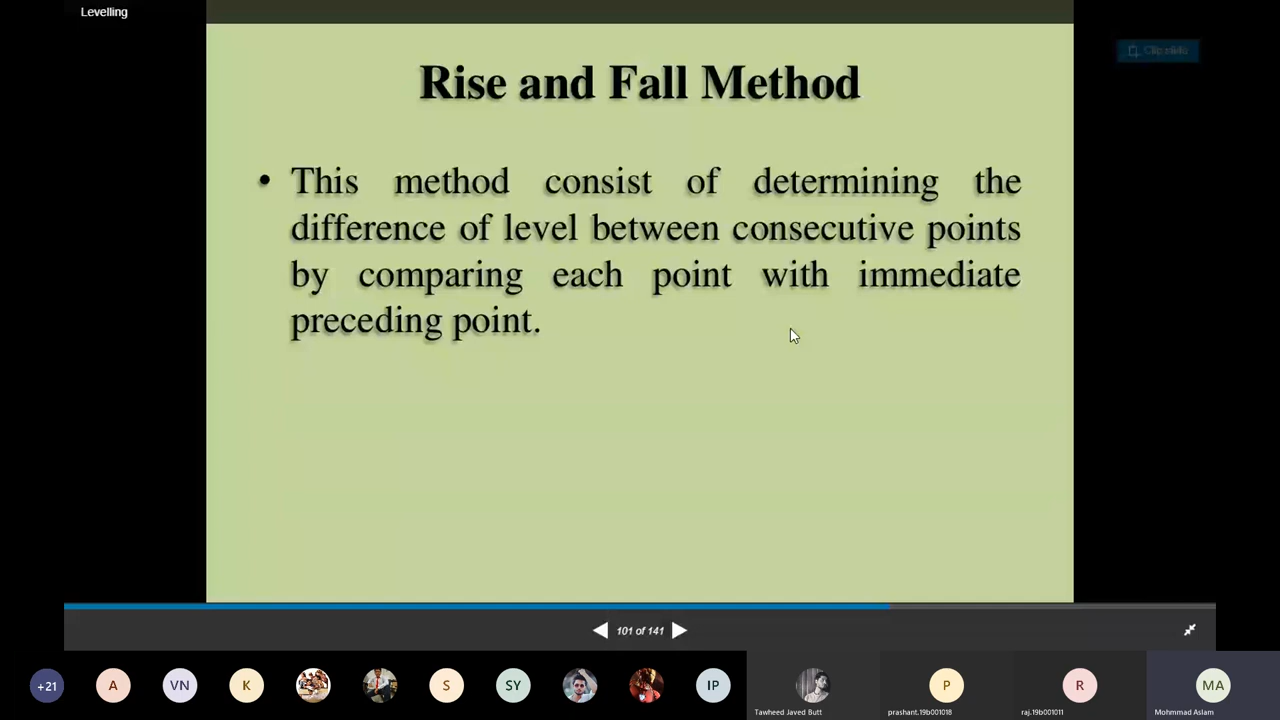 Levelling
Rise and Fall Method
• This method consist of determining the
difference of level between consecutive points
by comparing each point with immediate
preceding point.
101 of 141
+21
A
VN
K
S
SY
IP
P
R
MA
Tawheed Javed Butt
prashant.19b001018
raj.19b001011
Mohmmad Aslam